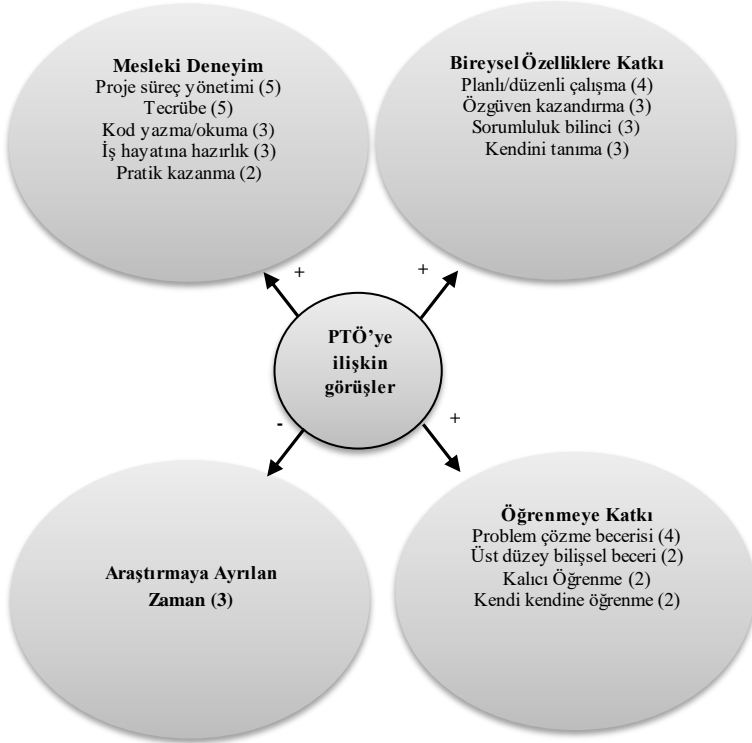 Mesleki Deneyim
Proje süreç yönetimi (5)
Tecrübe (5)
Kod yazma/okuma (3)
İş hayatına hazırlık (3)
Pratik kazanma (2)
Bireysel Özelliklere Katkı
Planlı/düzenli çalışma (4)
Özgüven kazandırma (3)
Sorumluluk bilinci (3)
Kendini tanıma (3)
+
+
PTÖ’ye
ilişkin
görüşler
-
+
Araştırmaya Ayrılan
Zaman (3)
Öğrenmeye Katkı
Problem çözme becerisi (4)
Üst düzey bilişsel beceri (2)
Kalıcı Öğrenme (2)
Kendi kendine öğrenme (2)